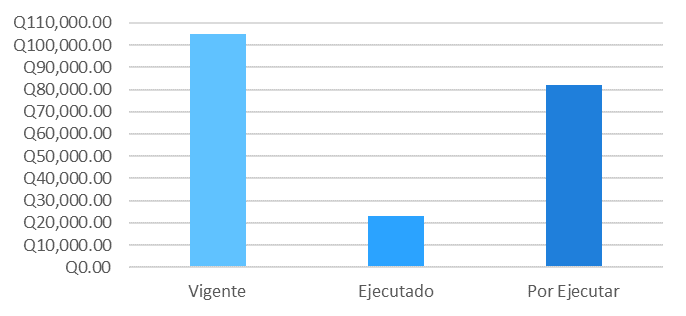 Q110,000.00
Q100,000.00
Q90,000.00
Q80,000.00
Q70,000.00
Q60,000.00
Q50,000.00
Q40,000.00
Q30,000.00
Q20,000.00
Q10,000.00
Q0.00
Vigente Ejecutado Por Ejecutar